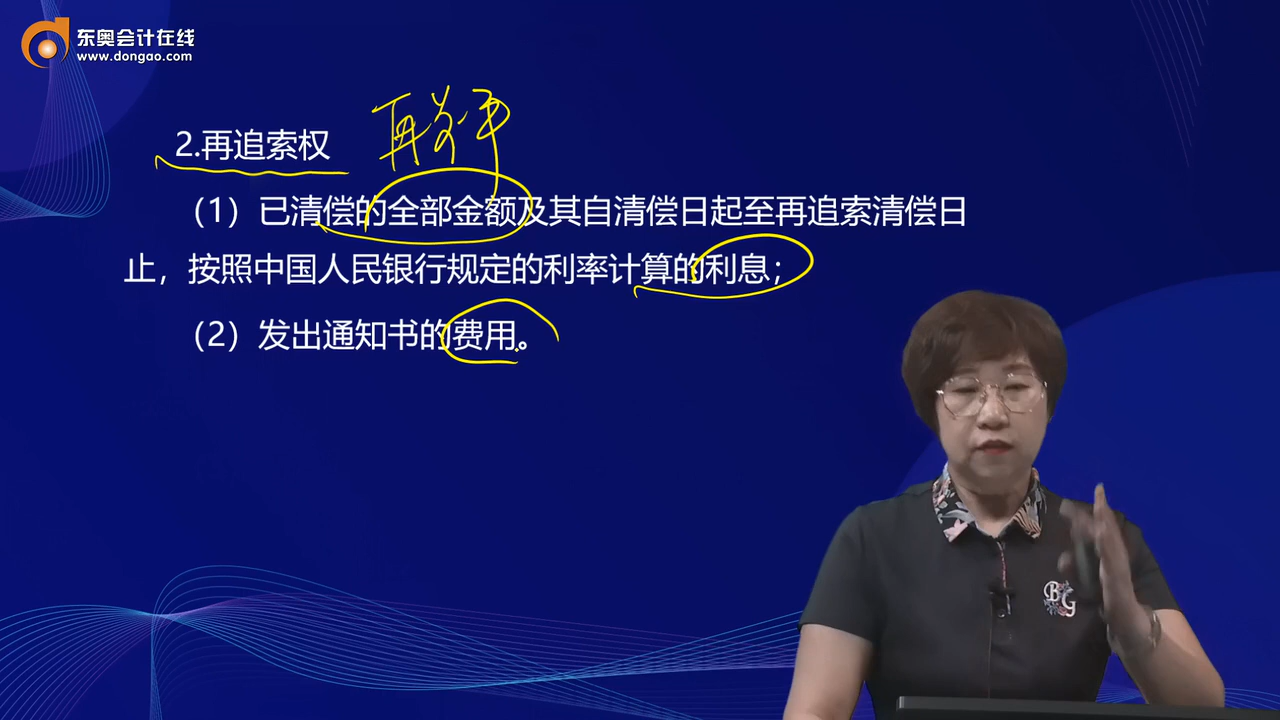 东奥会计在线
www.dongao.com
2.再追索权
（1）已清偿的全部金额及其自清偿日起至再追索清偿日
止，按照中国人民银行规定的利率计算的利息；
（2）发出通知书的费用。
BG